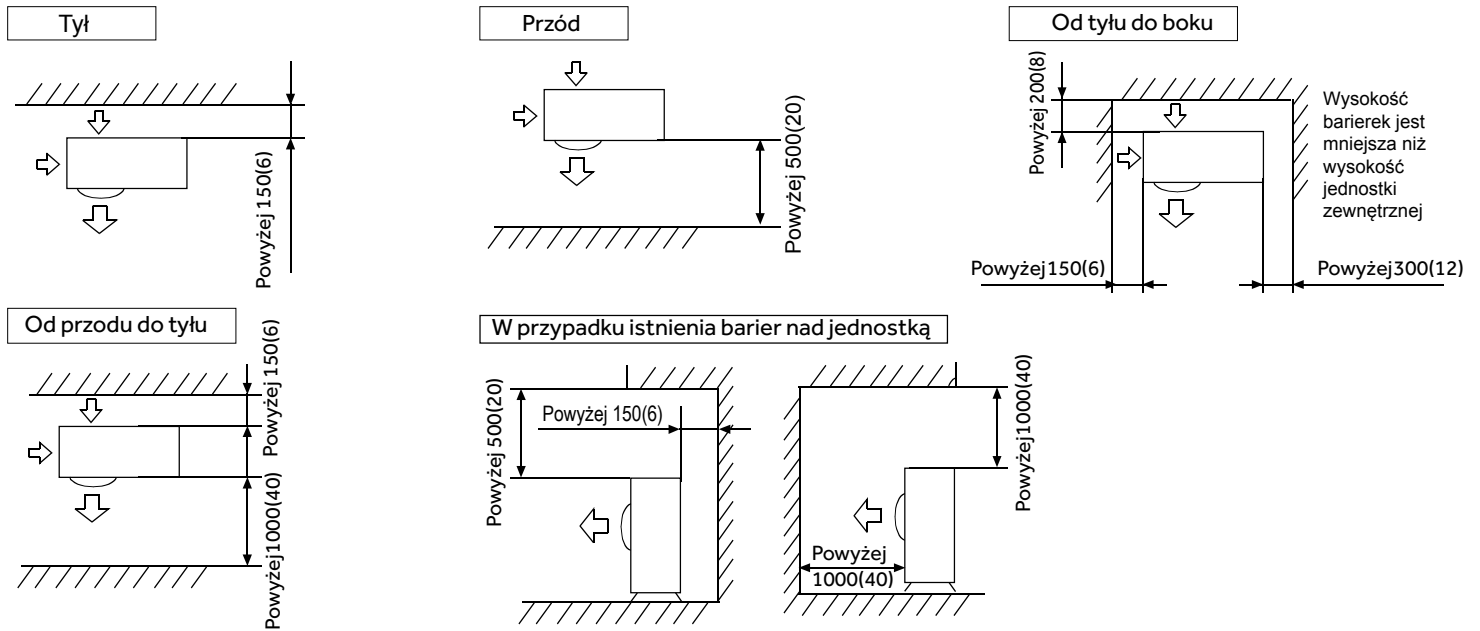 Tył
Powyżej 150(6)
Przód
Powyżej 500(20)
Od tyłu do boku
Powyżej 200(8)
Wysokość
barierek jest
mniejsza niż
wysokość
jednostki
zewnętrznej
Powyżej150(6)
Powyżej300(12)
Od przodu do tyłu
Powyżej 150(6)
Powyżej1000(40)
W przypadku istnienia barier nad jednostką
Powyżej 500(20)
Powyżej 150(6)
Powyżej1000(40)
Powyżej
1000(40)